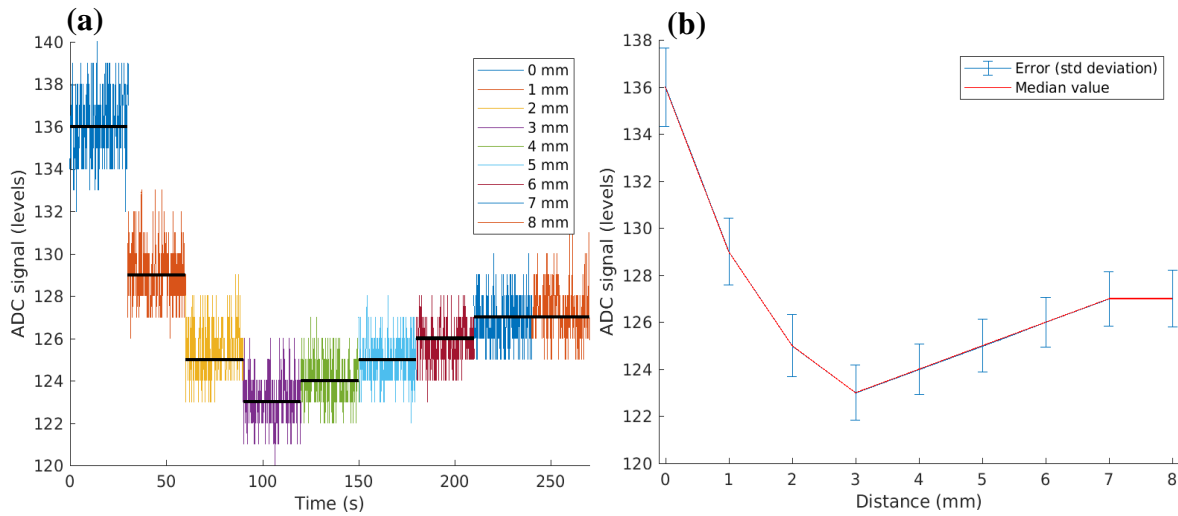 (a)
140
138
136
134
132
130
128
126
124
122
120
ADC signal (levels)
0 50 100 150 200 250
Time (s)
0 mm
1 mm
2 mm
3 mm
4 mm
5 mm
6 mm
7 mm
8 mm
(b)
138
136
134
132
130
128
126
124
122
120
ADC signal (levels)
0 1 2 3 4 5 6 7 8
Distance (mm)
Error (std deviation)
Median value